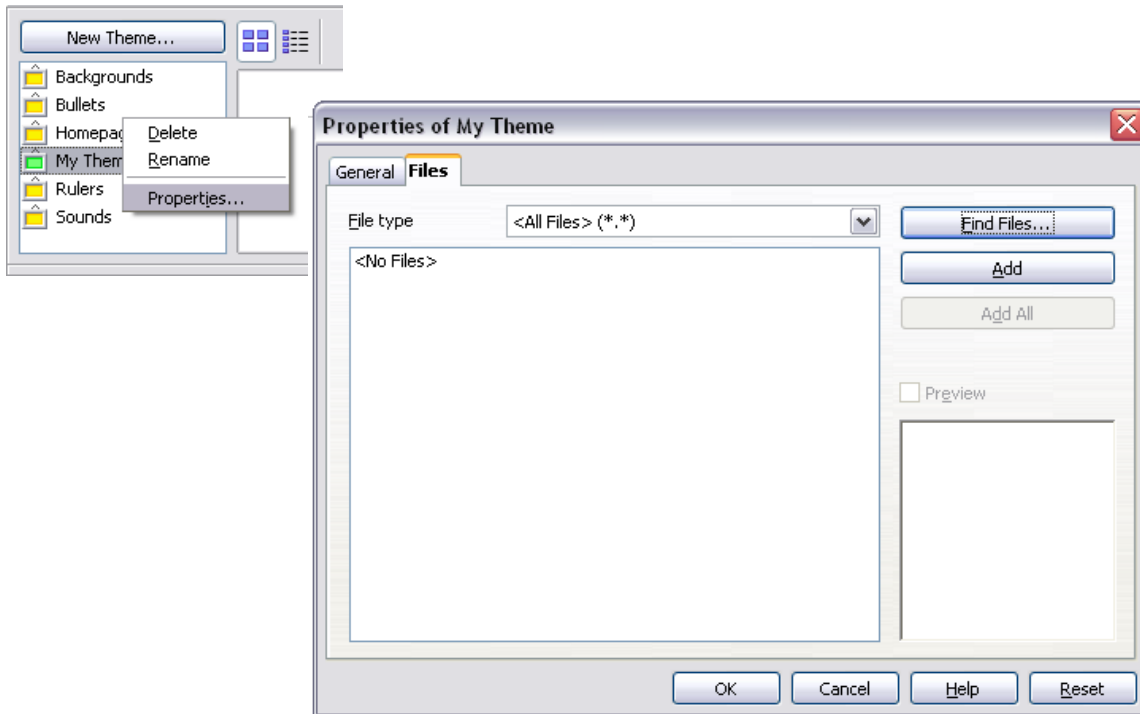 New Theme...
Backgrounds
Bullets
Homepag
My Them
Rulers
Sounds
Delete
Rename
Properties...
Properties of My Theme
General Files
File type <All Files> (*.*) Find Files...
<No Files>
Add
Add All
Preview
OK Cancel Help Reset